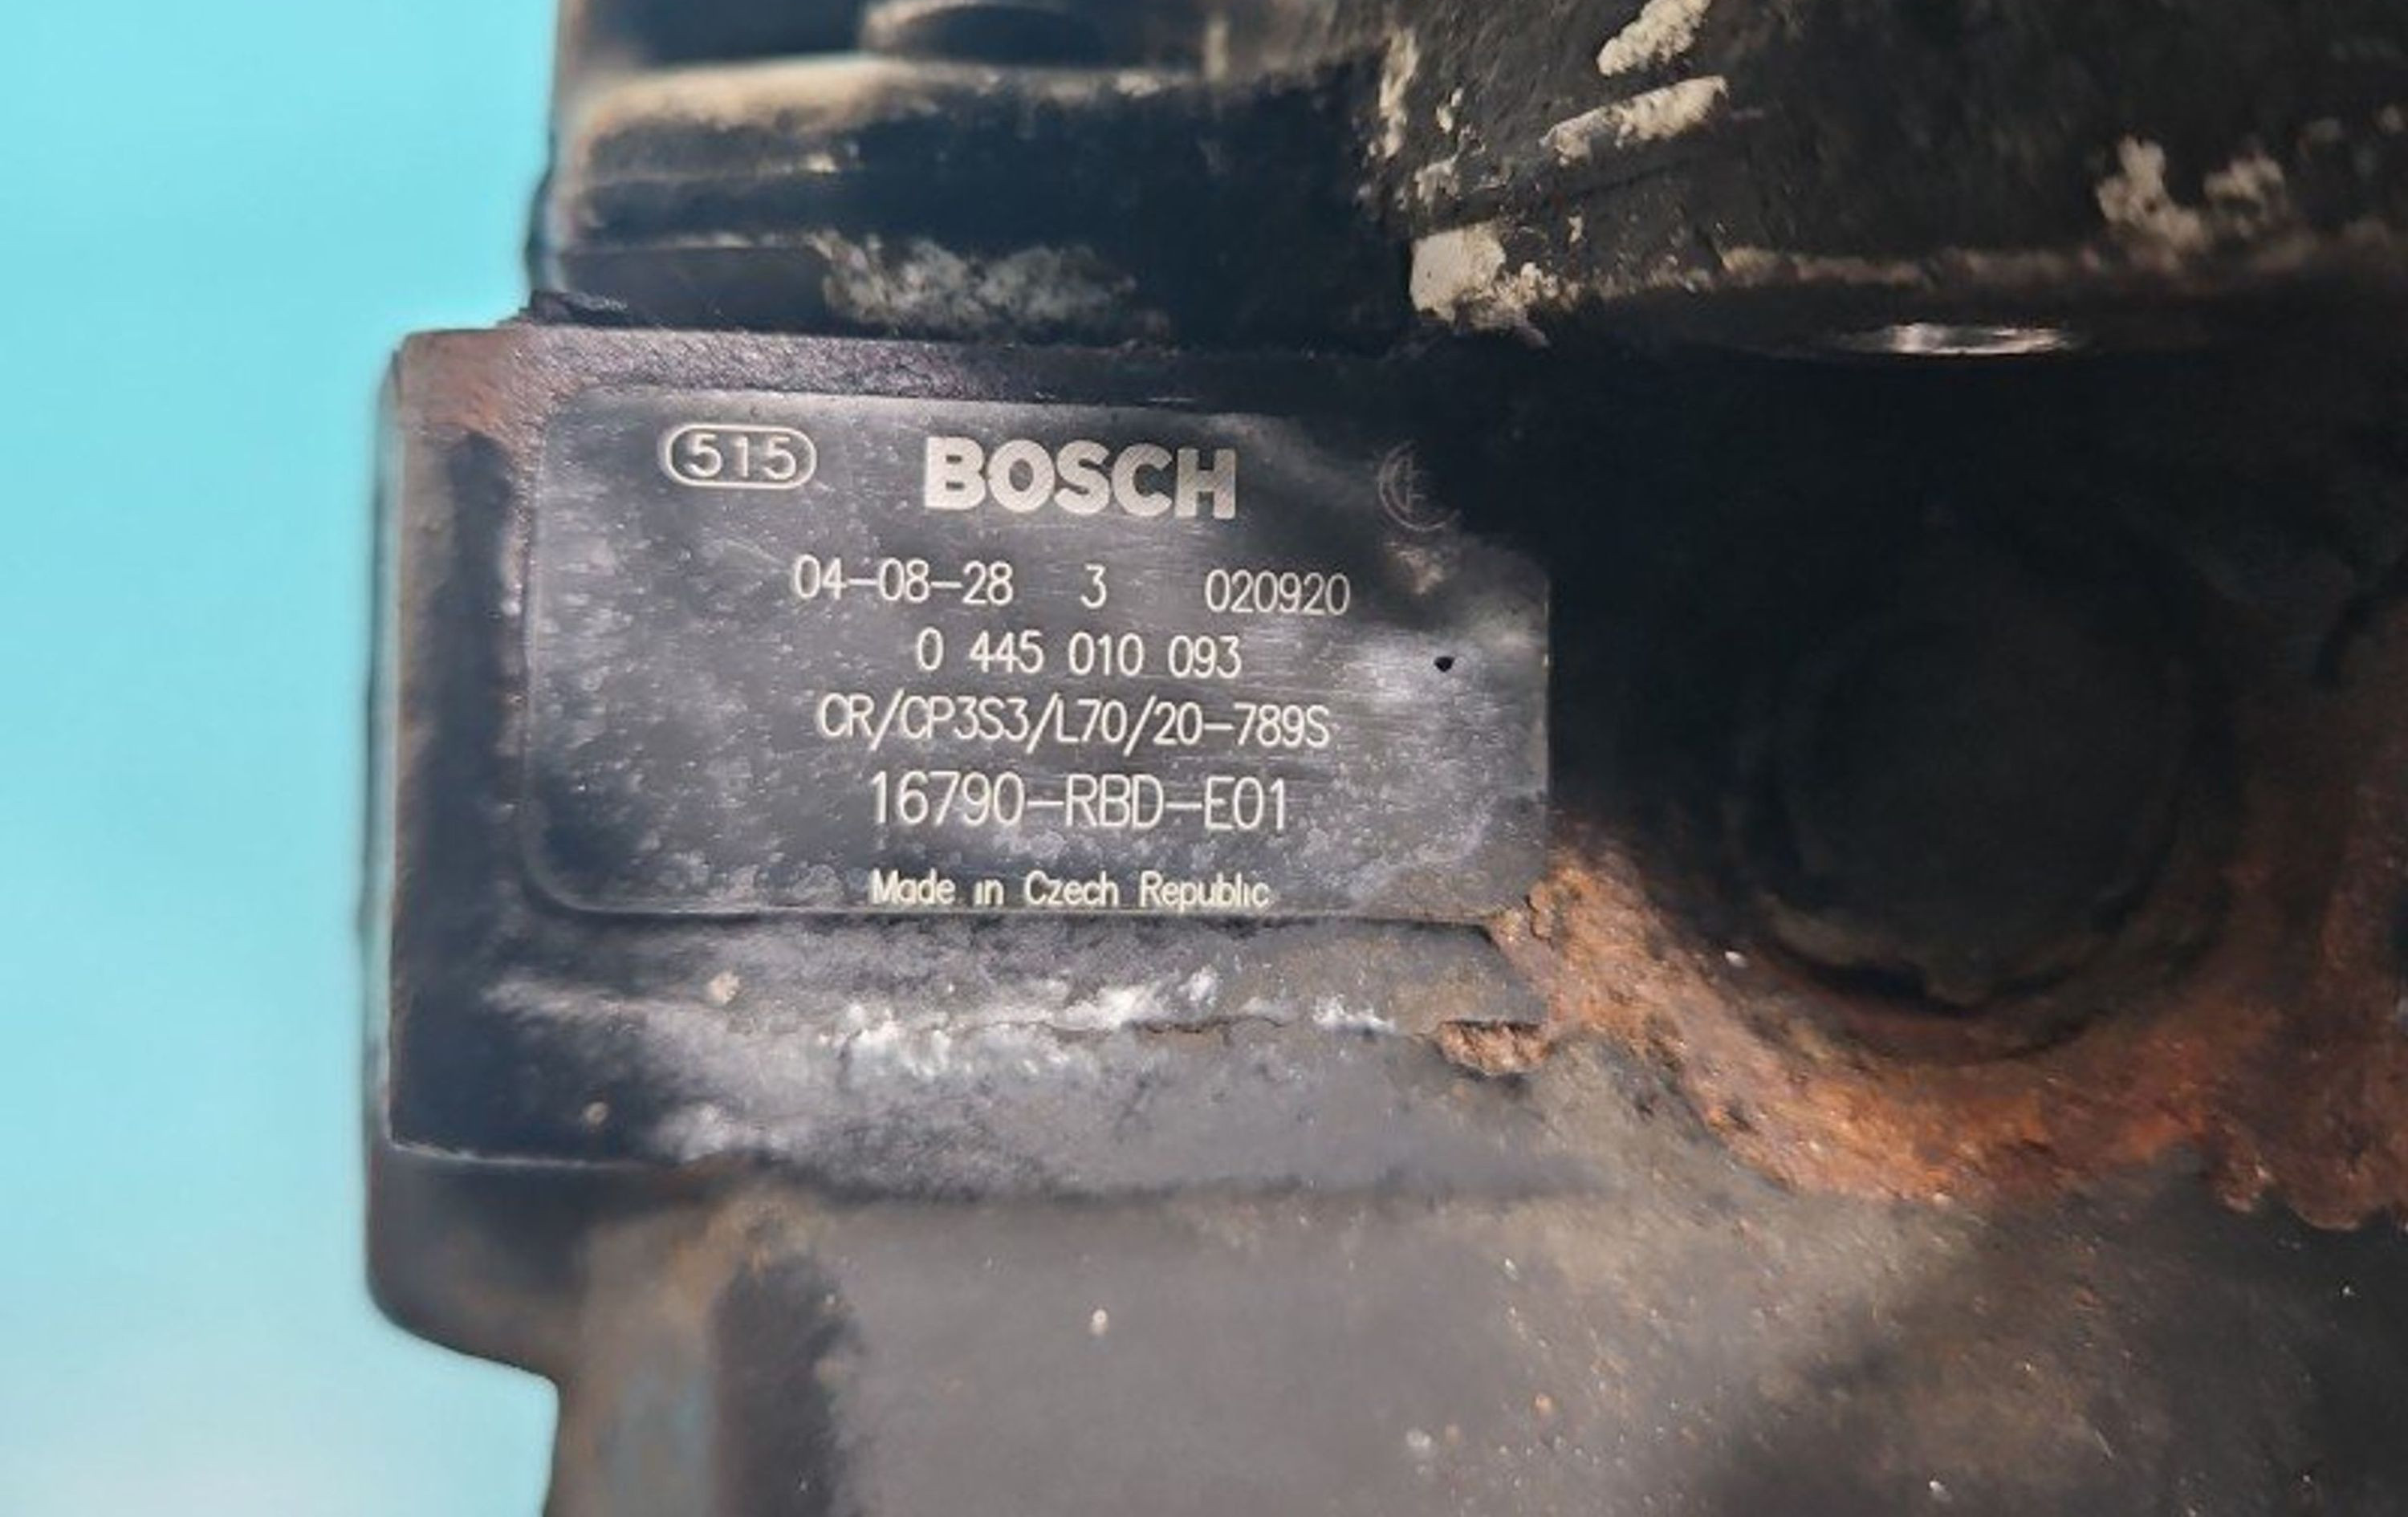 515 BOSCH
04-08-28 3 020920
0 445 010 093
CR/CP3S3/L70/20-789S
16790-RBD-E01
Made in Czech Republic